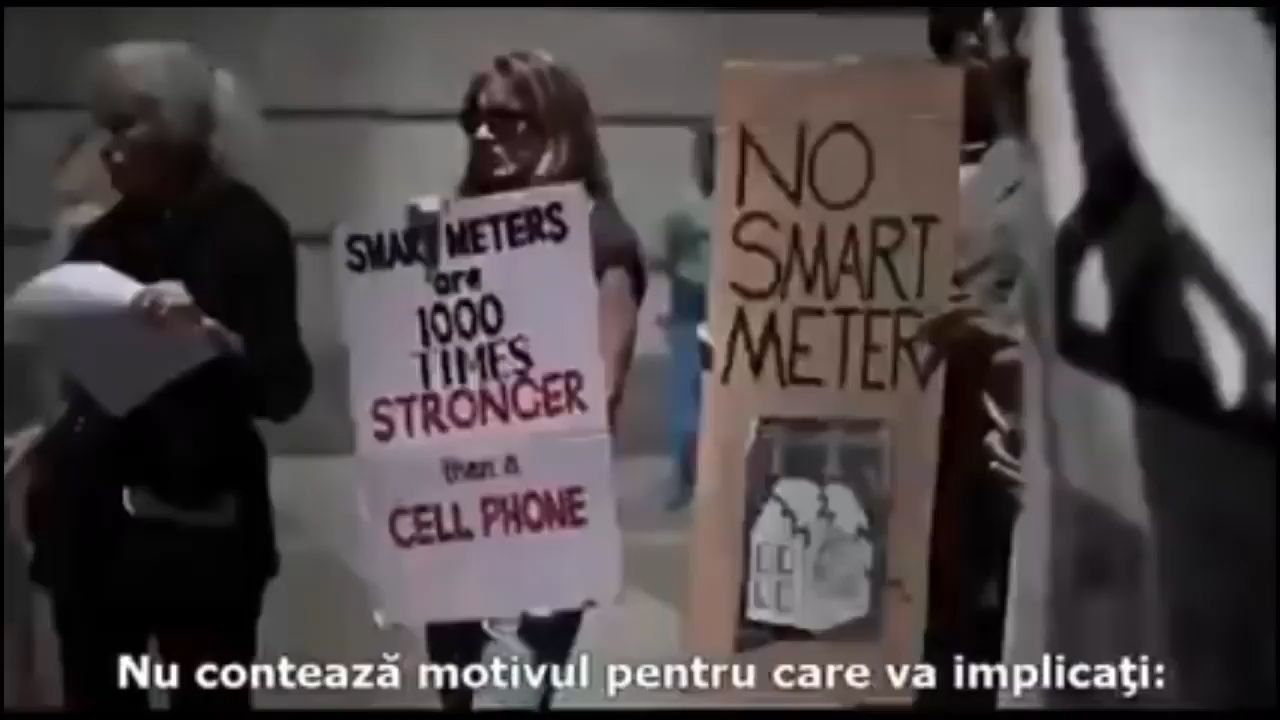 SMART METERS
are
1000
TIMES
STRONGER
than a
CELL PHONE
NO
SMART
METER
Nu contează motivul pentru care va implicaţi: